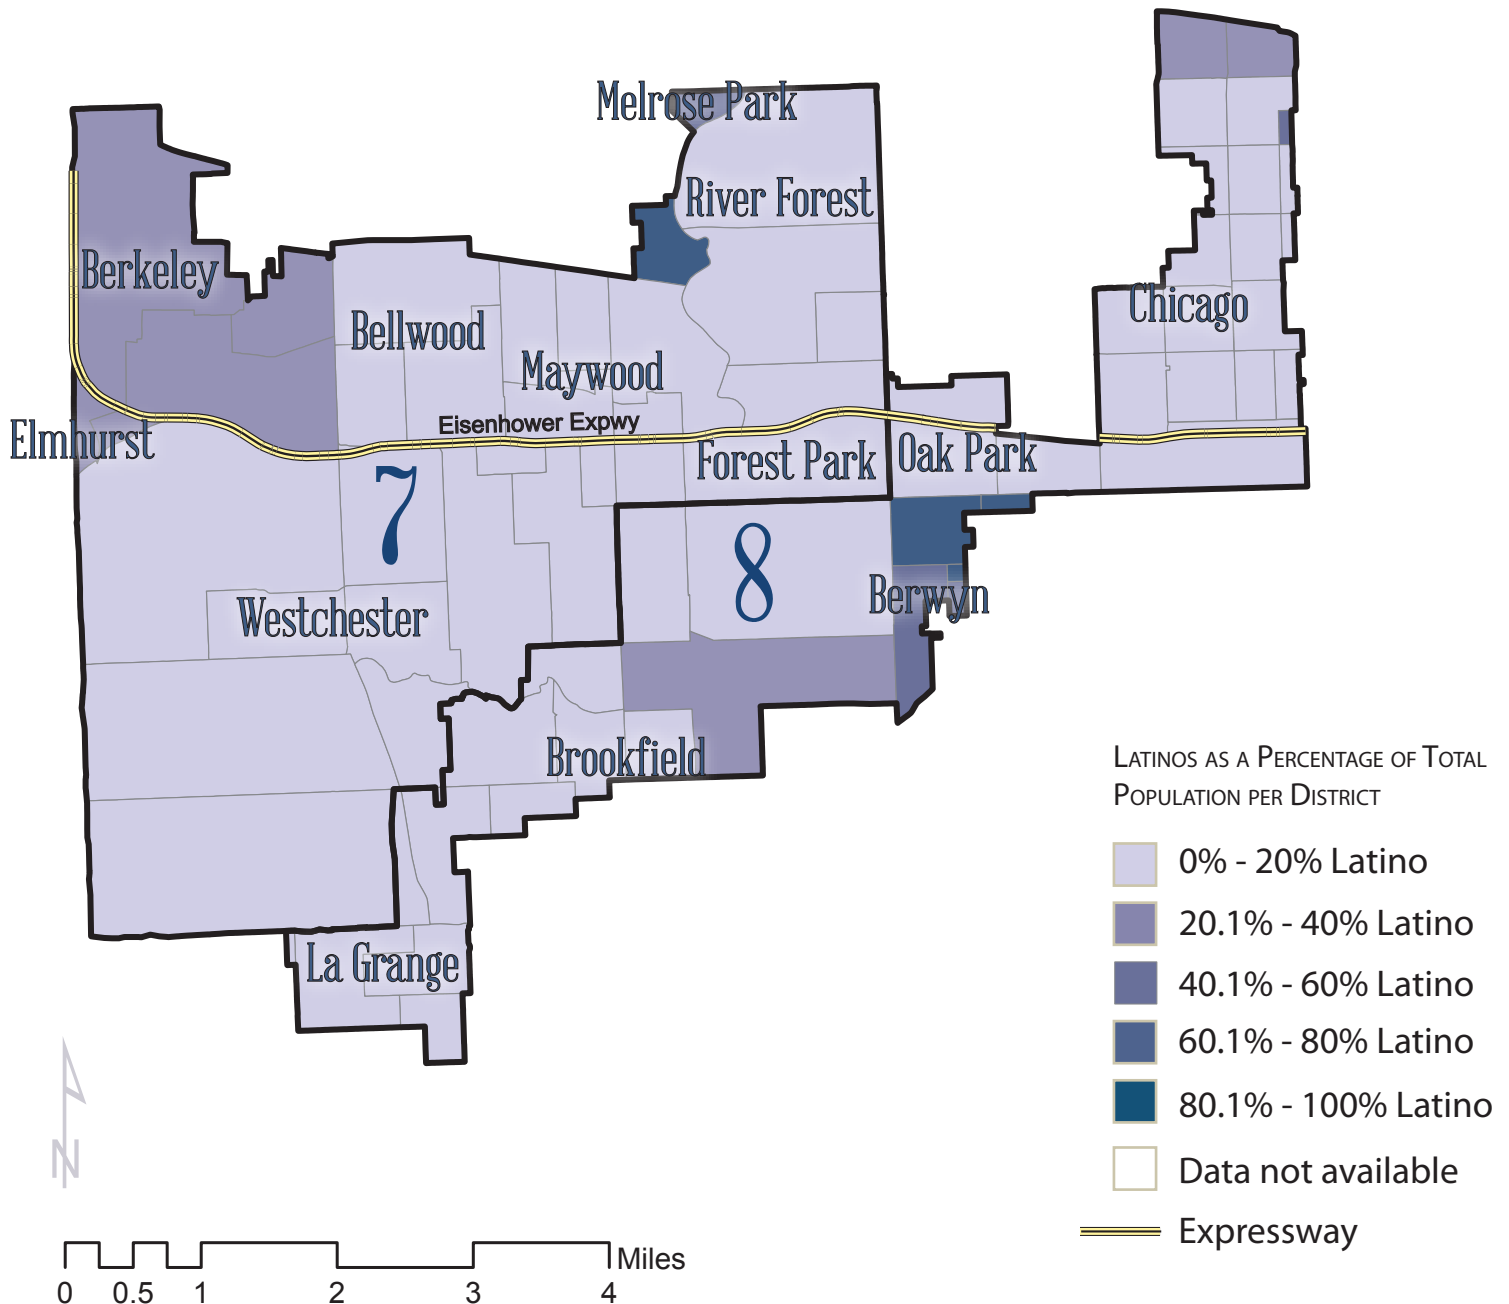 Melrose Park
River Forest
Berkeley
Chicago
Bellwood
Maywood
Eisenhower Expwy
Elmhurst
Forest Park
Oak Park
7
8
Berwyn
Westchester
Brookfield
La Grange
LATINOS AS A PERCENTAGE OF TOTAL
POPULATION PER DISTRICT
0% - 20% Latino
20.1% - 40% Latino
40.1% - 60% Latino
60.1% - 80% Latino
80.1% - 100% Latino
Data not available
Expressway
N
Miles
0 0.5 1 2 3 4